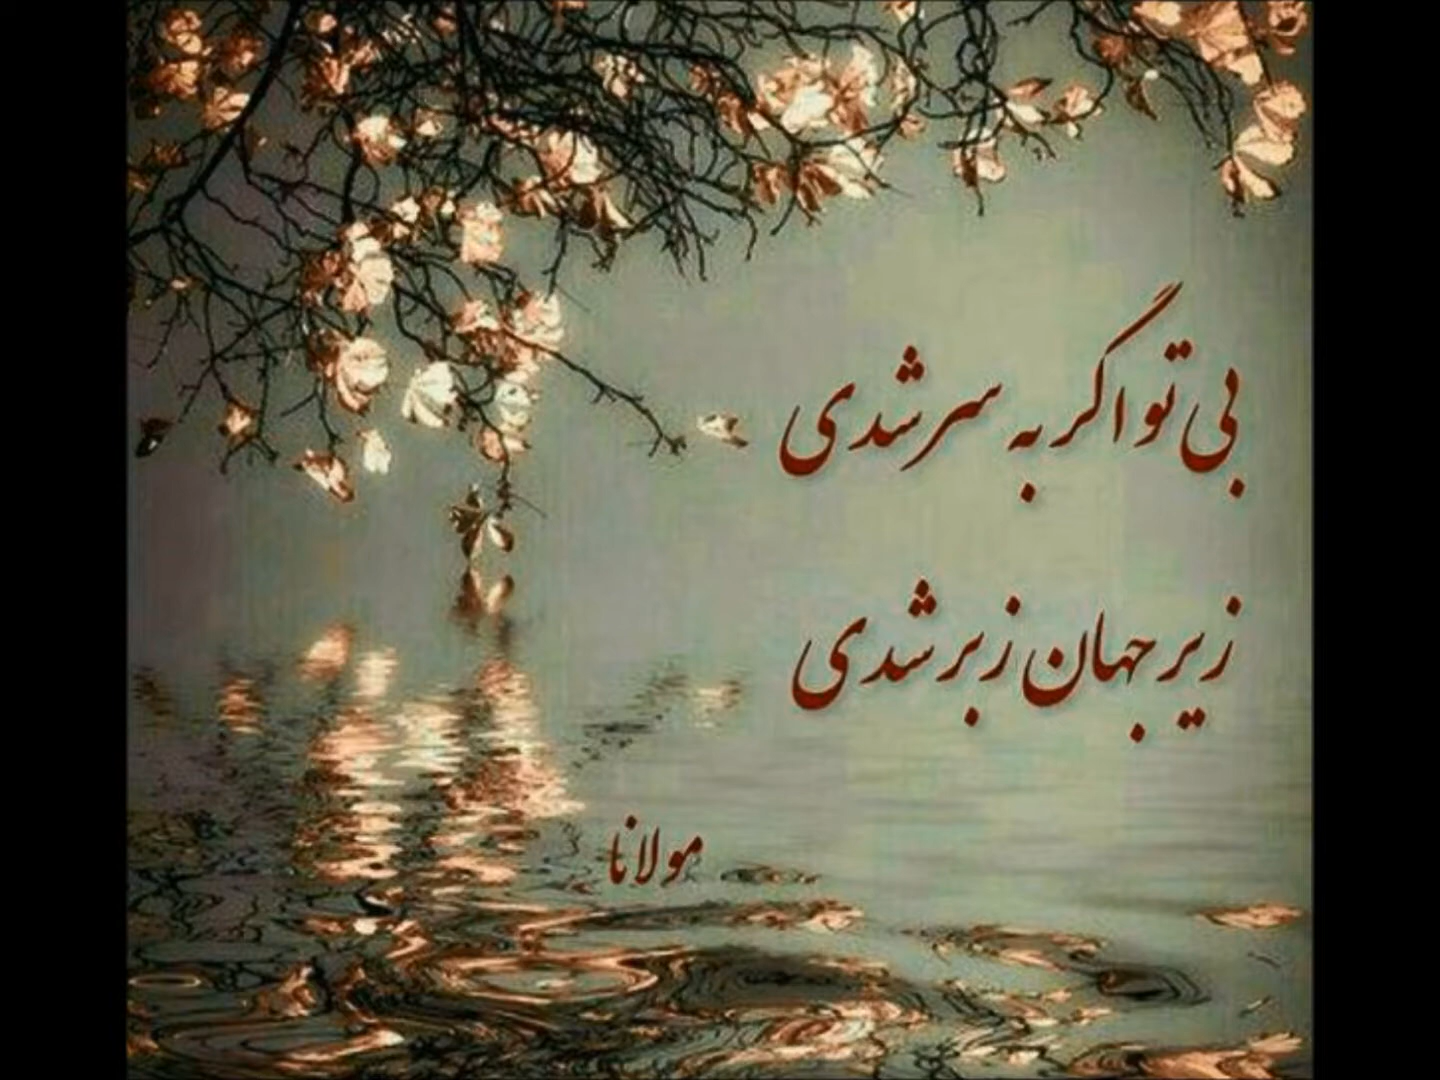 بی تو اگر به سر شدی
زیر جهان زبر شدی
مولانا